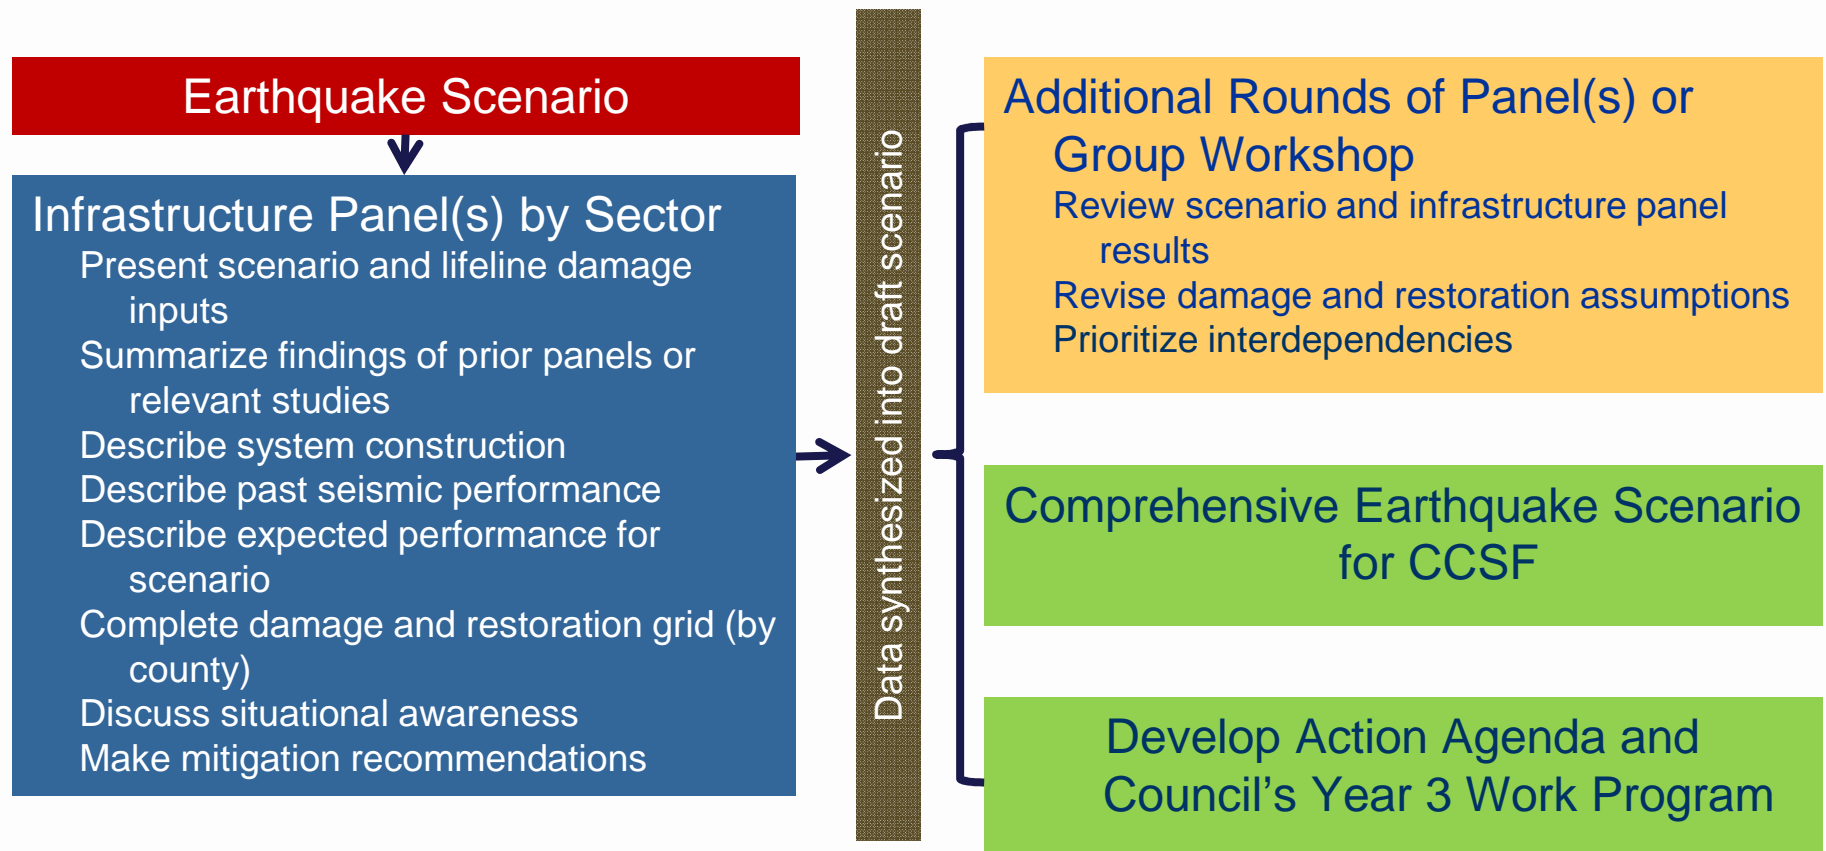 Earthquake Scenario
Infrastructure Panel(s) by Sector
Present scenario and lifeline damage
inputs
Summarize findings of prior panels or
relevant studies
Describe system construction
Describe past seismic performance
Describe expected performance for
scenario
Complete damage and restoration grid (by
county)
Discuss situational awareness
Make mitigation recommendations
Data synthesized into draft scenario
Additional Rounds of Panel(s) or
Group Workshop
Review scenario and infrastructure panel
results
Revise damage and restoration assumptions
Prioritize interdependencies
Comprehensive Earthquake Scenario
for CCSF
Develop Action Agenda and
Council’s Year 3 Work Program